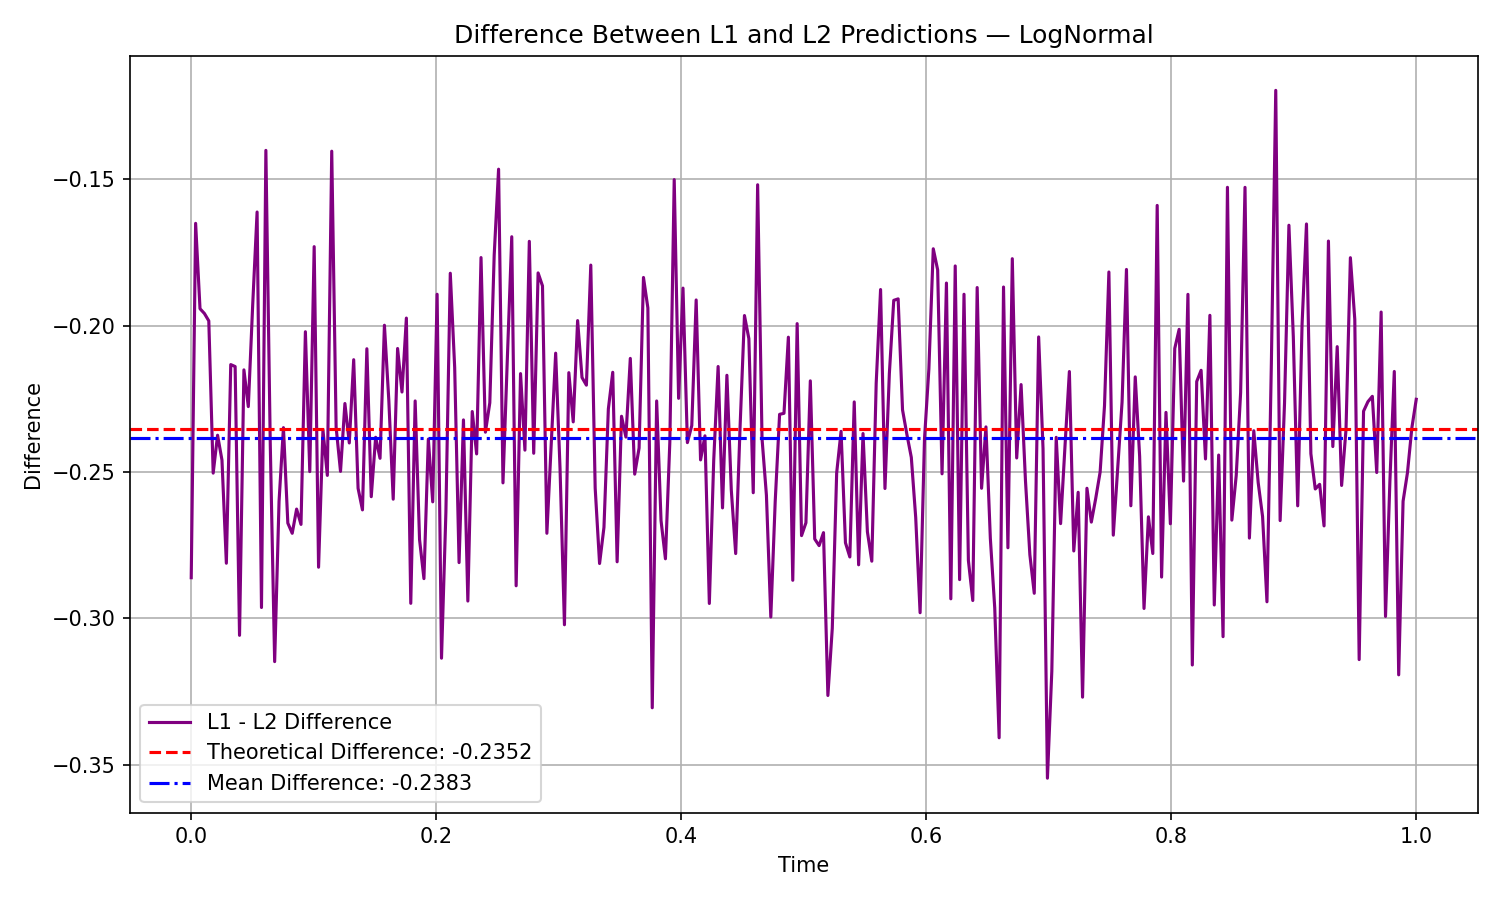 Difference Between L1 and L2 Predictions — LogNormal
Difference
−0.15
−0.20
−0.25
−0.30
−0.35
L1 - L2 Difference
Theoretical Difference: -0.2352
Mean Difference: -0.2383
0.0 0.2 0.4 0.6 0.8 1.0
Time